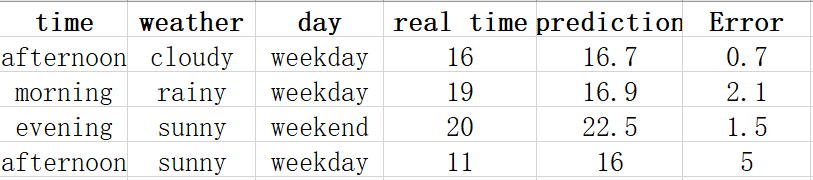 time weather day real time prediction Error
afternoon cloudy weekday 16 16.7 0.7
morning rainy weekday 19 16.9 2.1
evening sunny weekend 20 22.5 1.5
afternoon sunny weekday 11 16 5